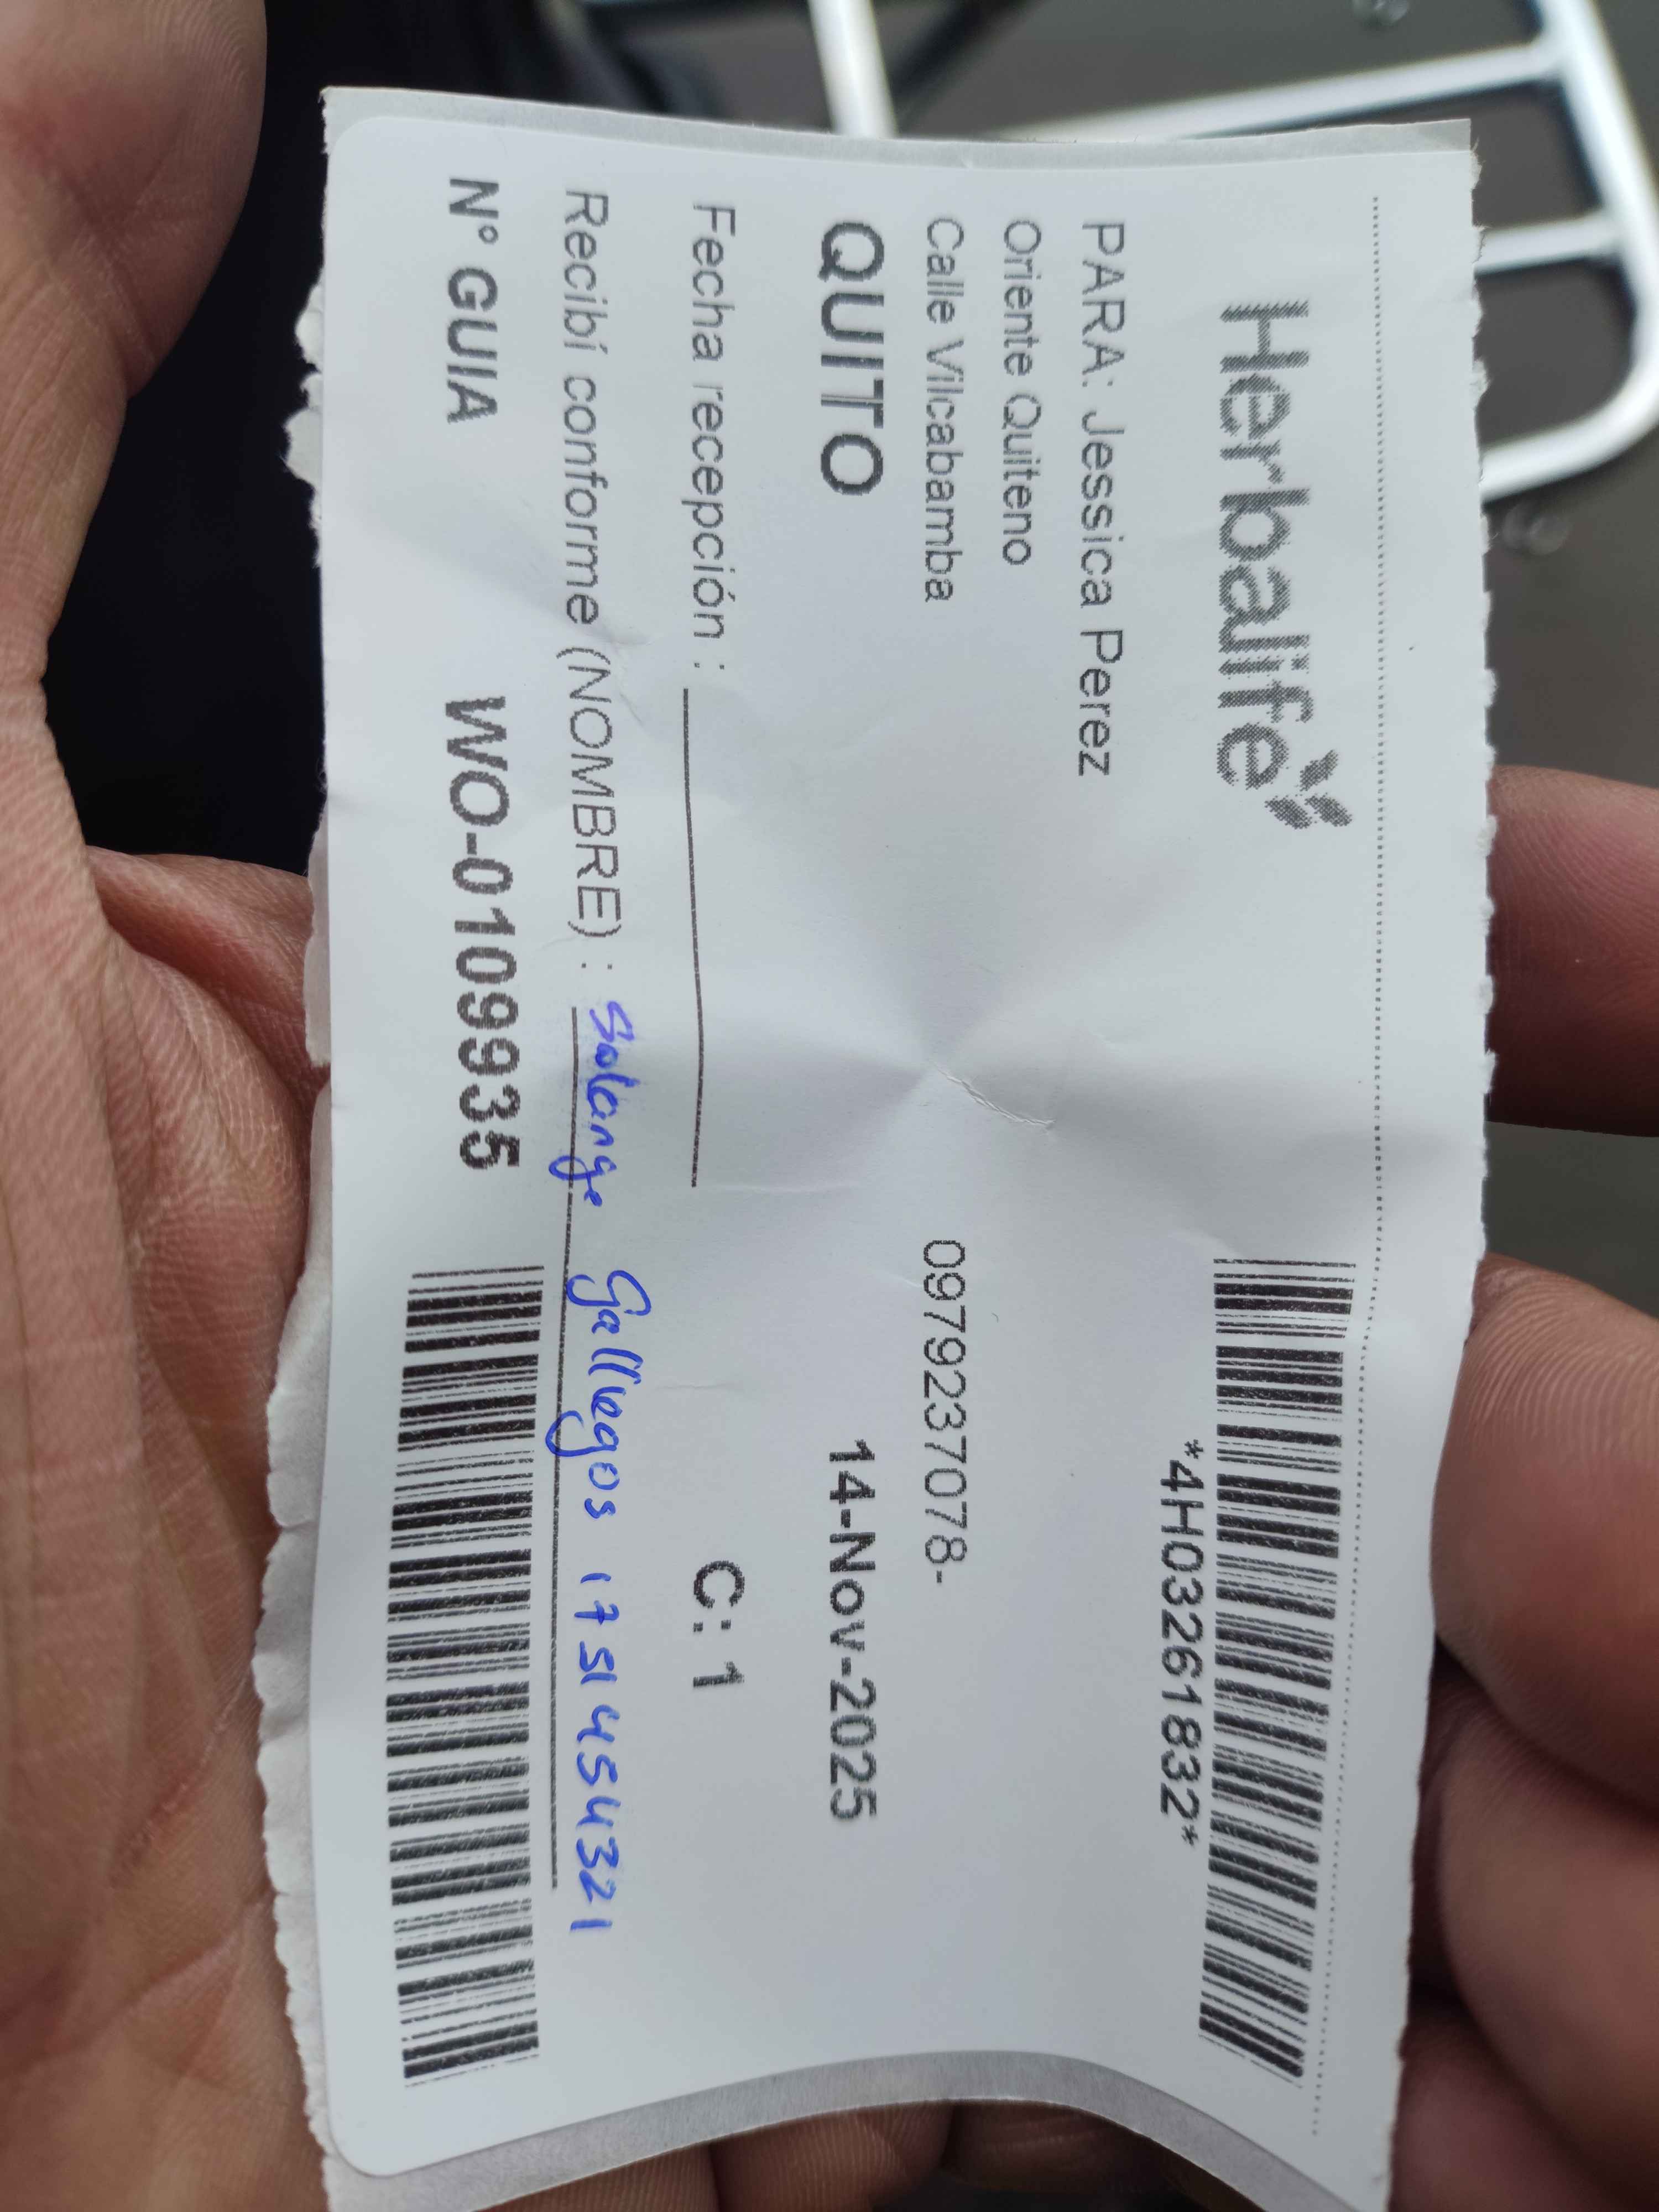 Herbalife
*4H03261832*
PARA: Jessica Perez
Oriente Quiteno
Calle Vilcabamba 0979237078-
QUITO 14-Nov-2025
Fecha recepción : C: 1
Recibí conforme (NOMBRE) : Solange Gallegos 1751454321
N° GUIA WO-0109935